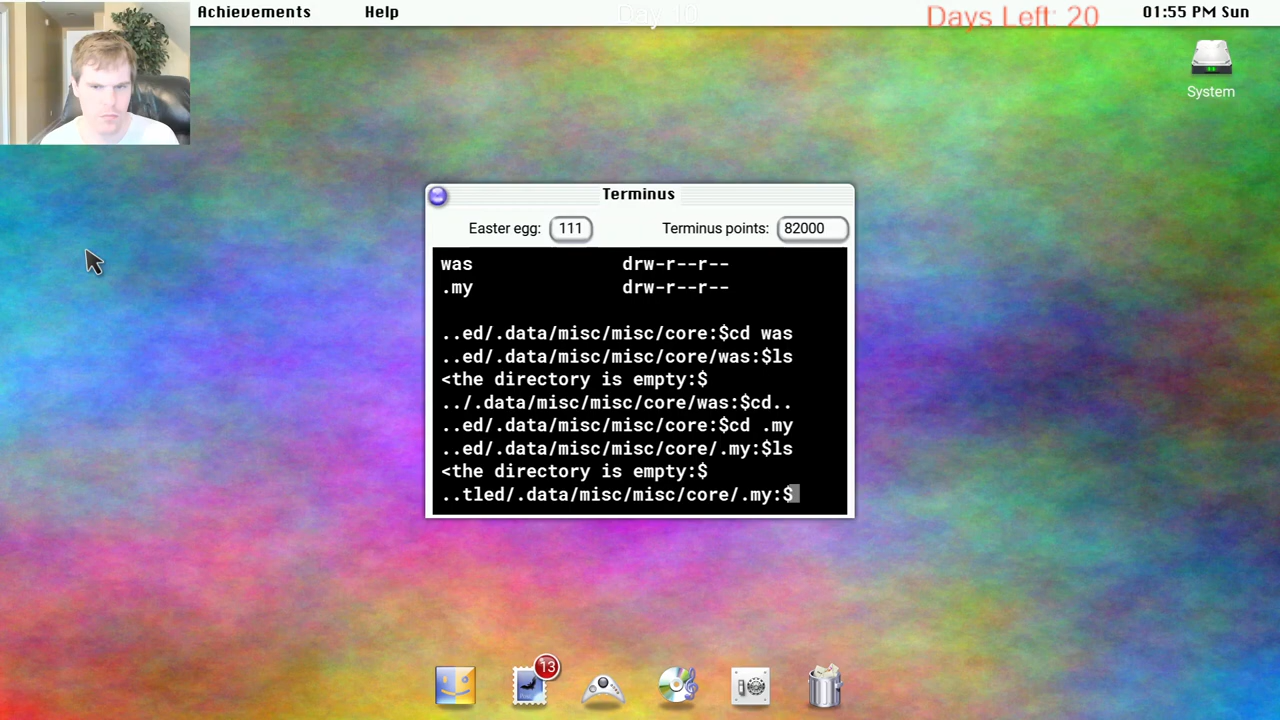 Achievements Help Day 10 Days Left: 20 01:55 PM Sun
System
Terminus
Easter egg: 111 Terminus points: 82000
was drw-r--r--
.my drw-r--r--
..ed/.data/misc/misc/core:$cd was
..ed/.data/misc/misc/core/was:$ls
<the directory is empty:$
../.data/misc/misc/core/was:$cd..
..ed/.data/misc/misc/core:$cd .my
..ed/.data/misc/misc/core/.my:$ls
<the directory is empty:$
..tled/.data/misc/misc/core/.my:$
13